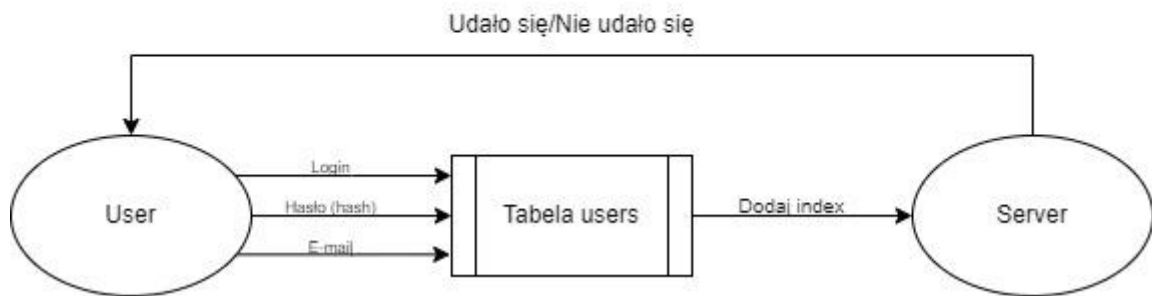 Udało się/Nie udało się
Login
User
Hasło (hash)
Tabela users
Dodaj index
Server
E-mail